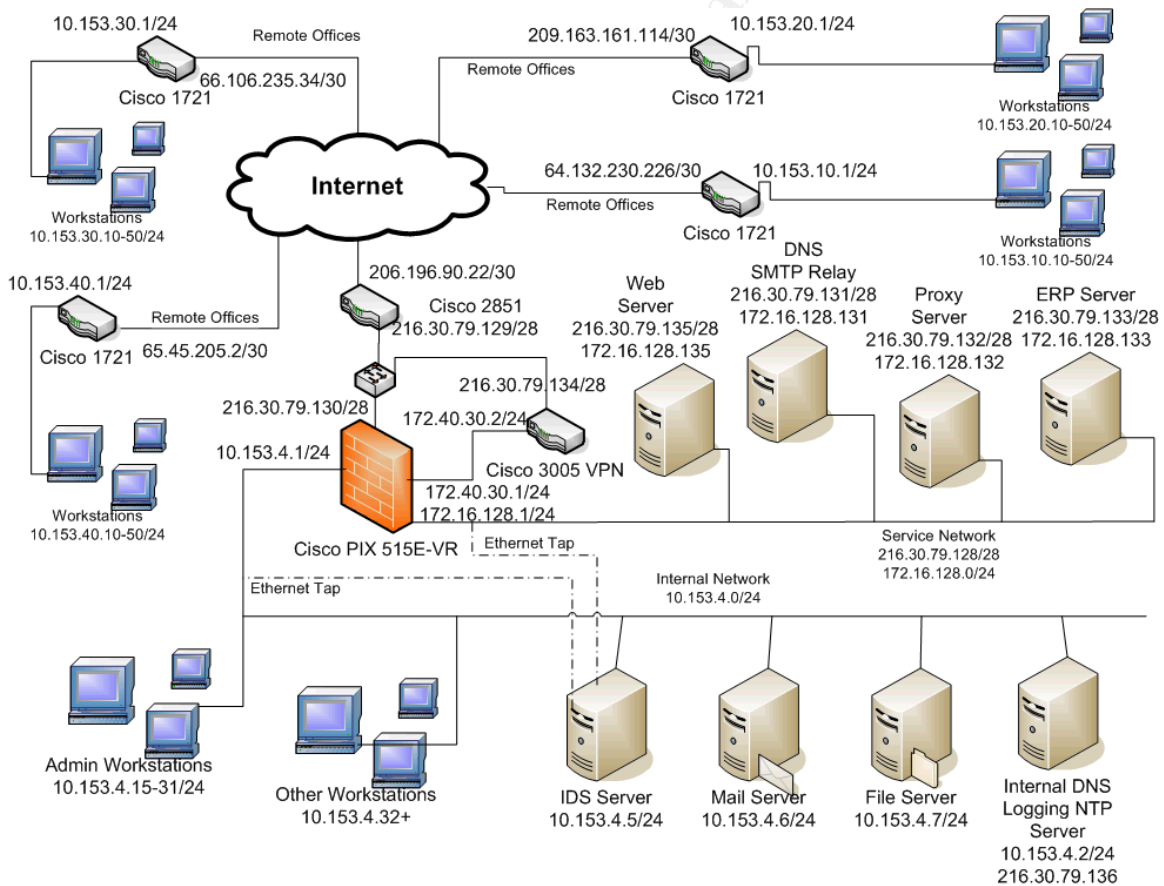 10.153.30.1/24
Remote Offices
66.106.235.34/30
Cisco 1721
Workstations
10.153.30.10-50/24
209.163.161.114/30
10.153.20.1/24
Remote Offices
Cisco 1721
Workstations
10.153.20.10-50/24
Internet
64.132.230.226/30
10.153.10.1/24
Remote Offices
Cisco 1721
Workstations
10.153.10.10-50/24
10.153.40.1/24
Remote Offices
Cisco 1721
65.45.205.2/30
Workstations
10.153.40.10-50/24
206.196.90.22/30
Cisco 2851
216.30.79.129/28
216.30.79.134/28
216.30.79.130/28
172.40.30.2/24
10.153.4.1/24
Cisco 3005 VPN
172.40.30.1/24
172.16.128.1/24
Cisco PIX 515E-VR
Web
Server
216.30.79.135/28
172.16.128.135
DNS
SMTP Relay
216.30.79.131/28
172.16.128.131
Proxy
Server
216.30.79.132/28
172.16.128.132
ERP Server
216.30.79.133/28
172.16.128.133
Ethernet Tap
Service Network
216.30.79.128/28
172.16.128.0/24
Ethernet Tap
Internal Network
10.153.4.0/24
Admin Workstations
10.153.4.15-31/24
Other Workstations
10.153.4.32+
IDS Server
10.153.4.5/24
Mail Server
10.153.4.6/24
File Server
10.153.4.7/24
Internal DNS
Logging NTP
Server
10.153.4.2/24
216.30.79.136